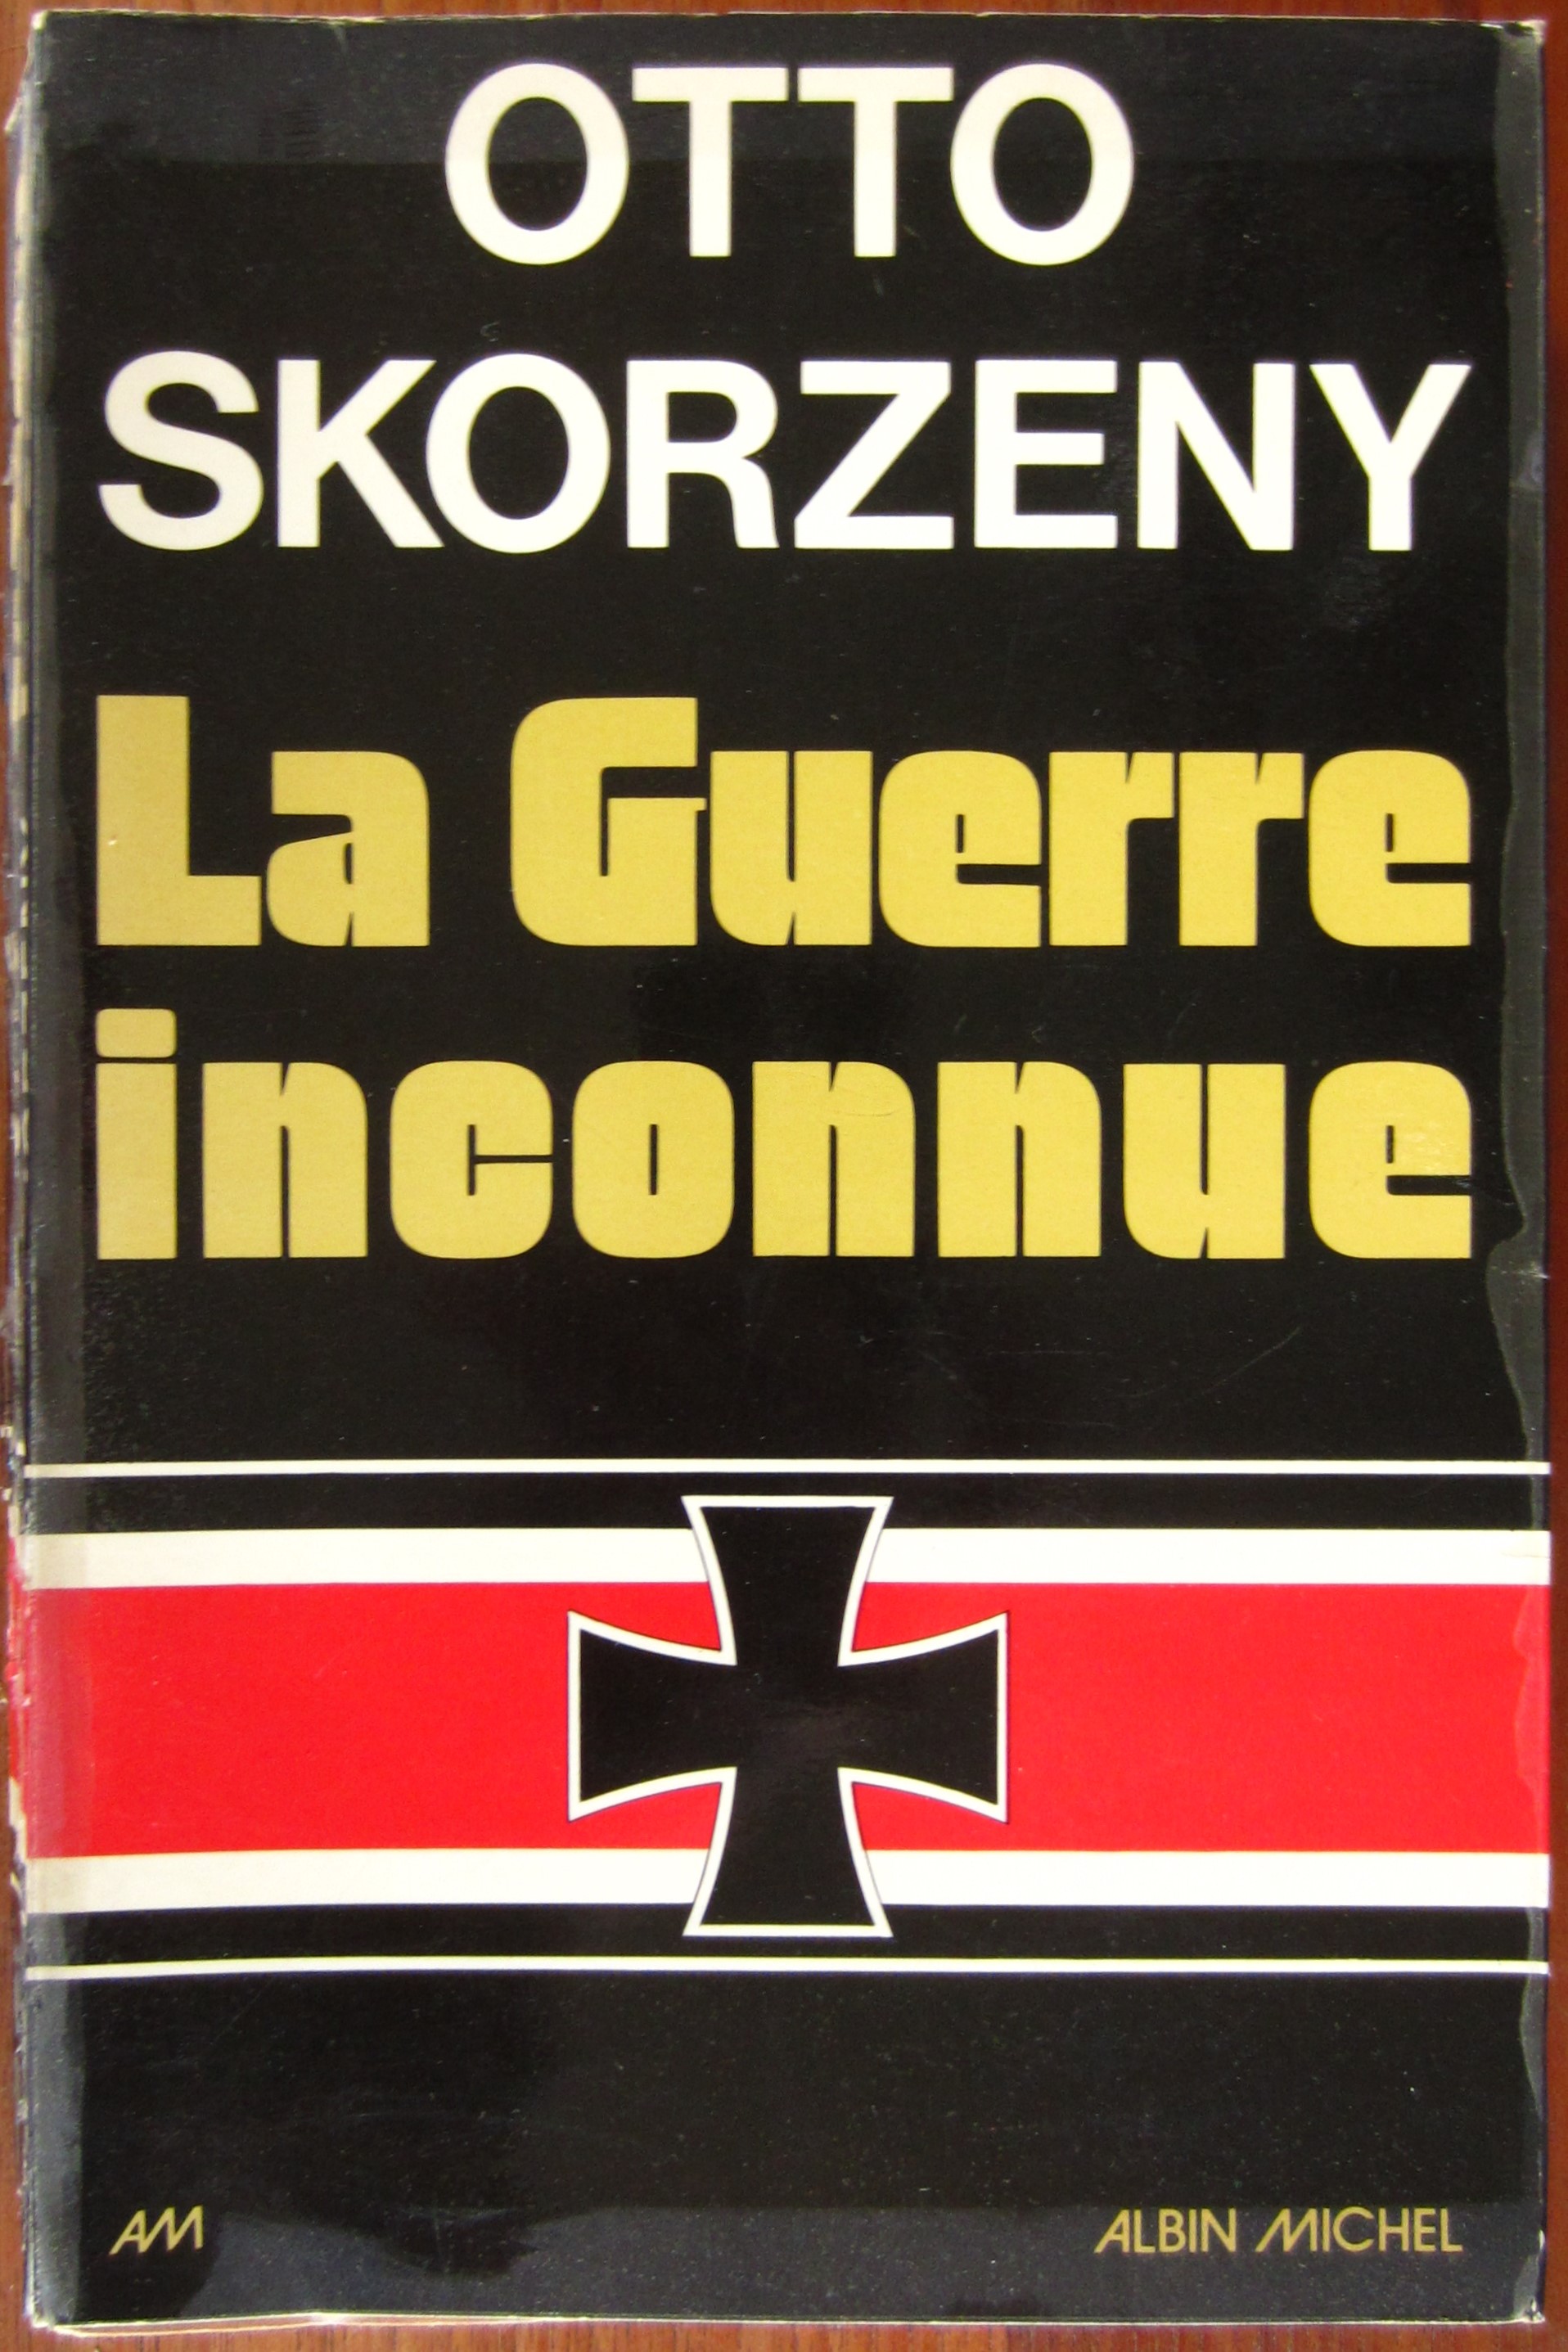 OTTO
SKORZENY
La Guerre
inconnue
AM
ALBIN MICHEL